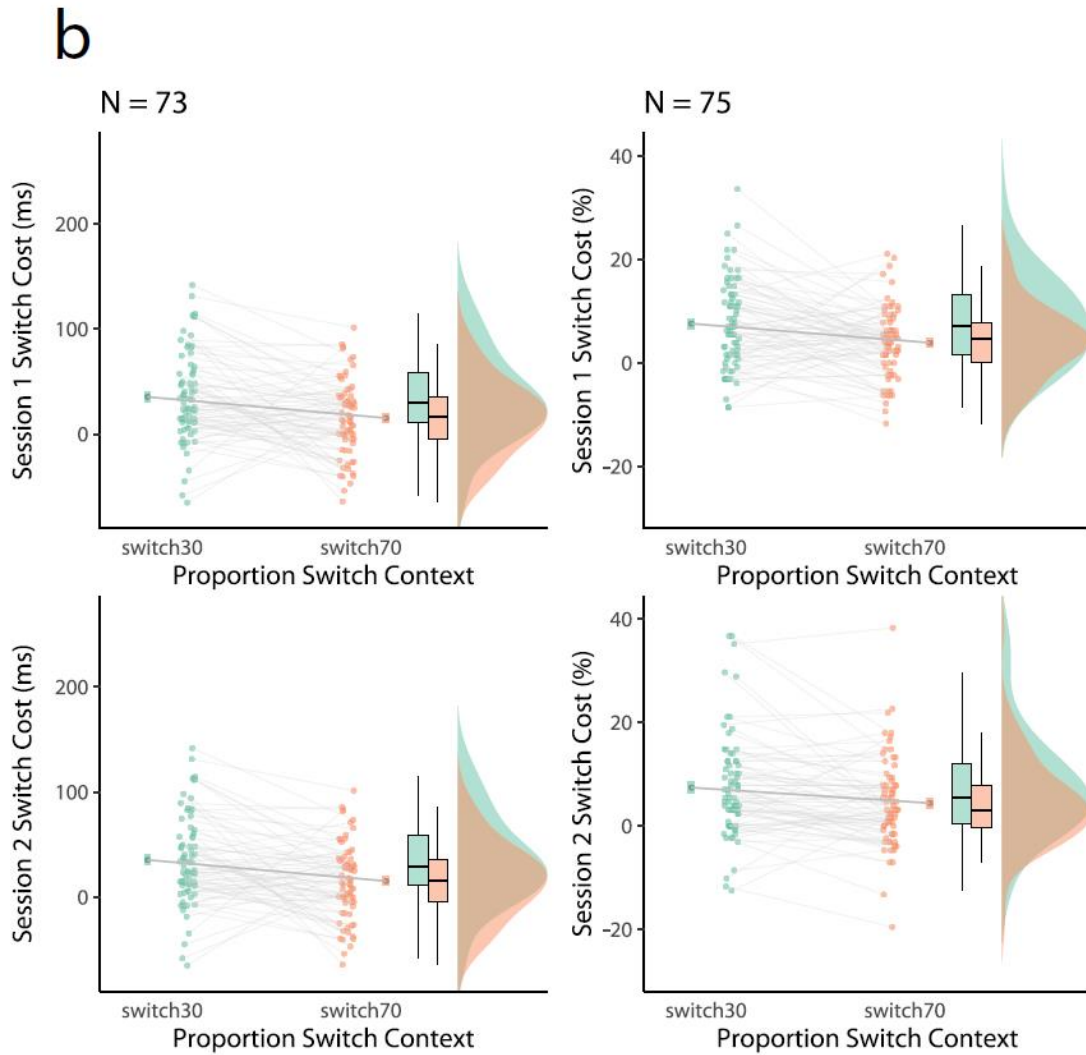 b
N = 73
Session 1 Switch Cost (ms)
200
100
0
switch30 switch70
Proportion Switch Context
N = 75
Session 1 Switch Cost (%)
40
20
0
−20
switch30 switch70
Proportion Switch Context
Session 2 Switch Cost (ms)
200
100
0
switch30 switch70
Proportion Switch Context
Session 2 Switch Cost (%)
40
20
0
−20
switch30 switch70
Proportion Switch Context